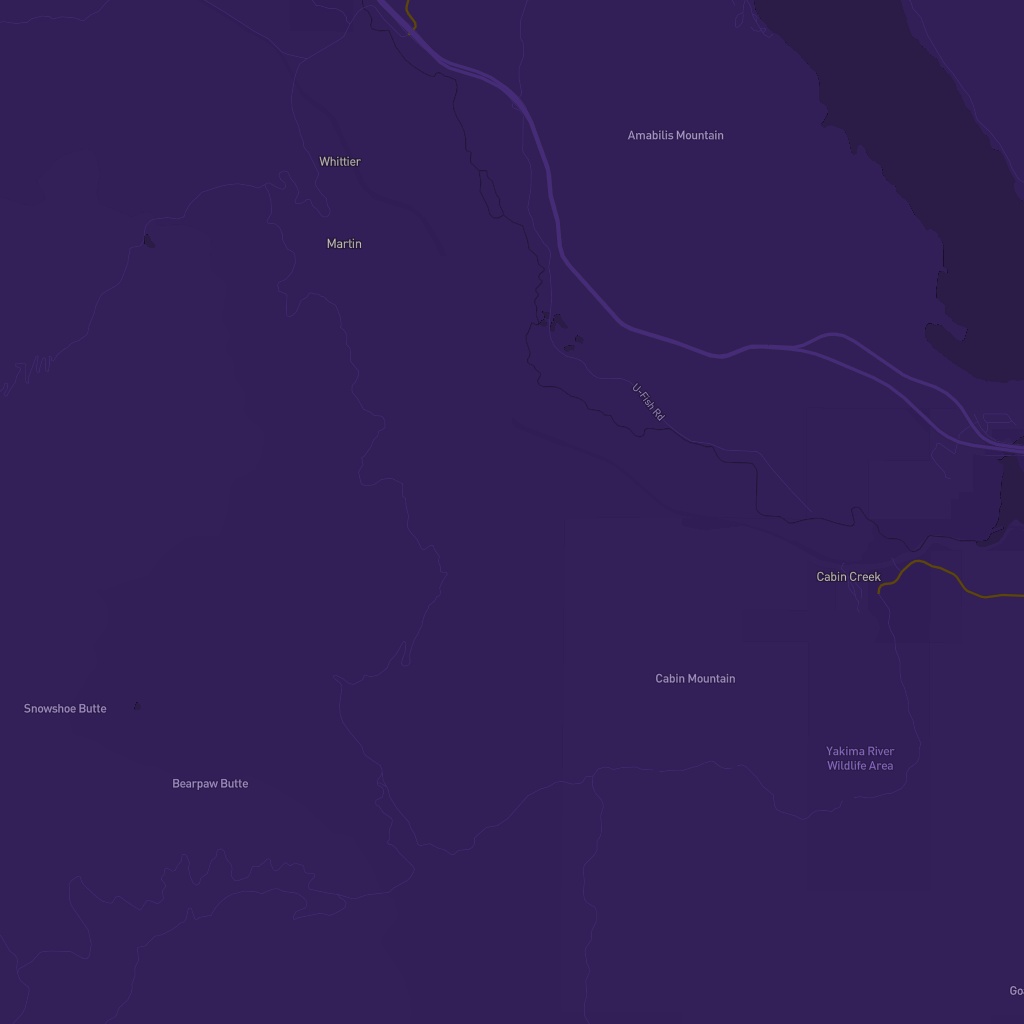 Amabilis Mountain
Whittier
Martin
U-Fish Rd
Cabin Creek
Cabin Mountain
Snowshoe Butte
Yakima River
Wildlife Area
Bearpaw Butte